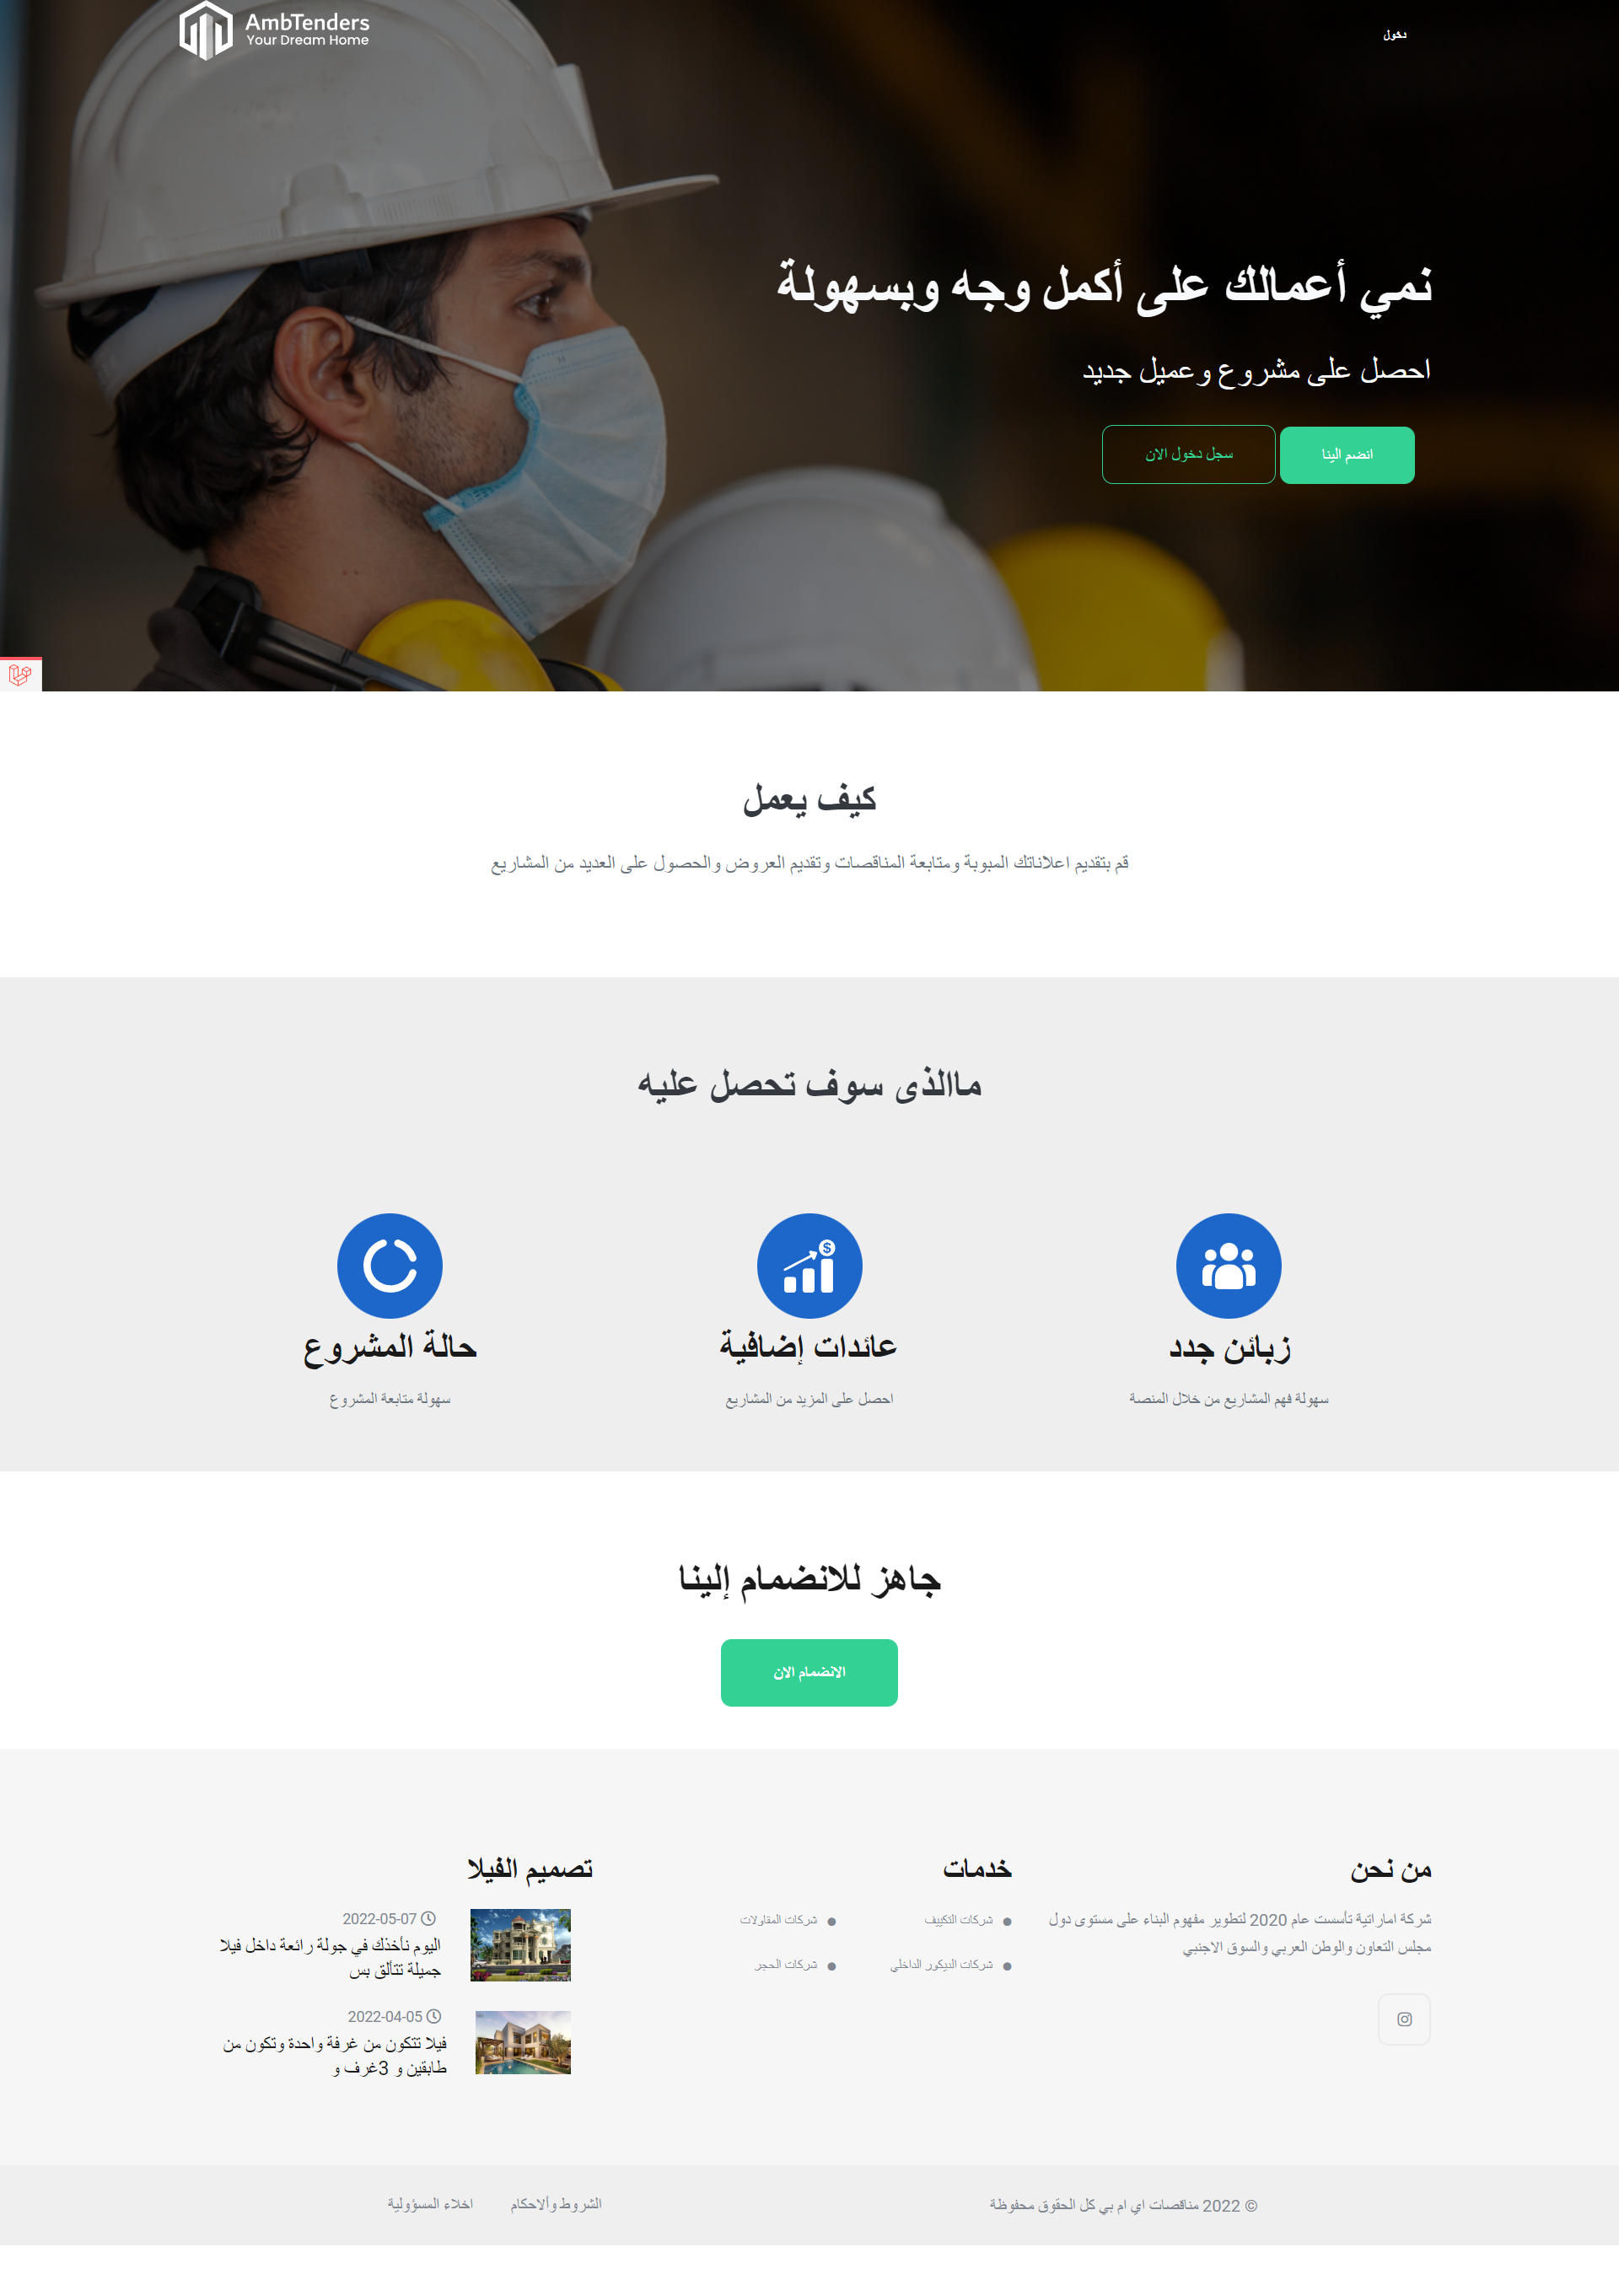 AmbTenders
Your Dream Home
دخول
نمي أعمالك على أكمل وجه وبسهولة
احصل على مشروع وعميل جديد
انضم الينا
سجل دخول الان
كيف يعمل
قم بتقديم اعلاناتك المبوبة ومتابعة المناقصات وتقديم العروض والحصول على العديد من المشاريع
ماالذى سوف تحصل عليه
زبائن جدد
سهولة فهم المشاريع من خلال المنصة
عائدات إضافية
احصل على المزيد من المشاريع
حالة المشروع
سهولة متابعة المشروع
جاهز للانضمام إلينا
الانضمام الان
من نحن
شركة اماراتية تأسست عام 2020 لتطوير مفهوم البناء على مستوى دول
مجلس التعاون والوطن العربي والسوق الاجنبي
خدمات
شركات التكييف
شركات المقاولات
شركات الديكور الداخلي
شركات الحجر
تصميم الفيلا
2022-05-07
اليوم نأخذك في جولة رائعة داخل فيلا
جميلة تتألق بس
2022-04-05
فيلا تتكون من غرفة واحدة وتكون من
طابقين و 3غرف و
© 2022 مناقصات اي ام بي كل الحقوق محفوظة
الشروط وألاحكام
اخلاء المسؤولية